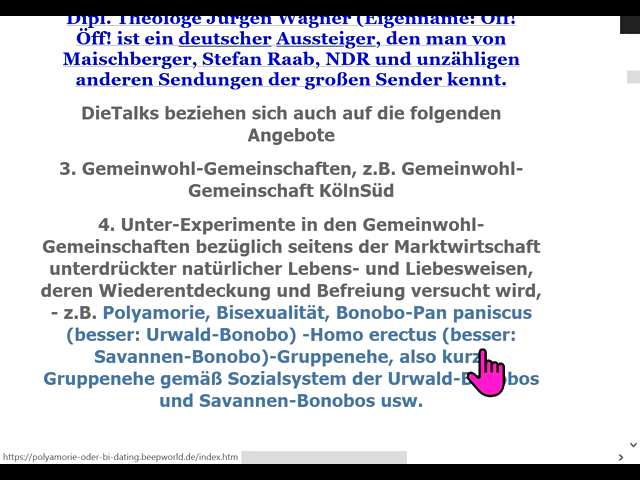 Dipl. Theologe Jürgen Wagner (Eigenname: Öff!
Öff! ist ein deutscher Aussteiger, den man von
Maischberger, Stefan Raab, NDR und unzähligen
anderen Sendungen der großen Sender kennt.
DieTalks beziehen sich auch auf die folgenden
Angebote
3. Gemeinwohl-Gemeinschaften, z.B. Gemeinwohl-
Gemeinschaft KölnSüd
4. Unter-Experimente in den Gemeinwohl-
Gemeinschaften bezüglich seitens der Marktwirtschaft
unterdrückter natürlicher Lebens- und Liebesweisen,
deren Wiederentdeckung und Befreiung versucht wird,
- z.B. Polyamorie, Bisexualität, Bonobo-Pan paniscus
(besser: Urwald-Bonobo) -Homo erectus (besser:
Savannen-Bonobo)-Gruppenehe, also kurz
Gruppenehe gemäß Sozialsystem der Urwald-Bonobos
und Savannen-Bonobos usw.
https://polyamorie-oder-bi-dating.beepworld.de/index.htm